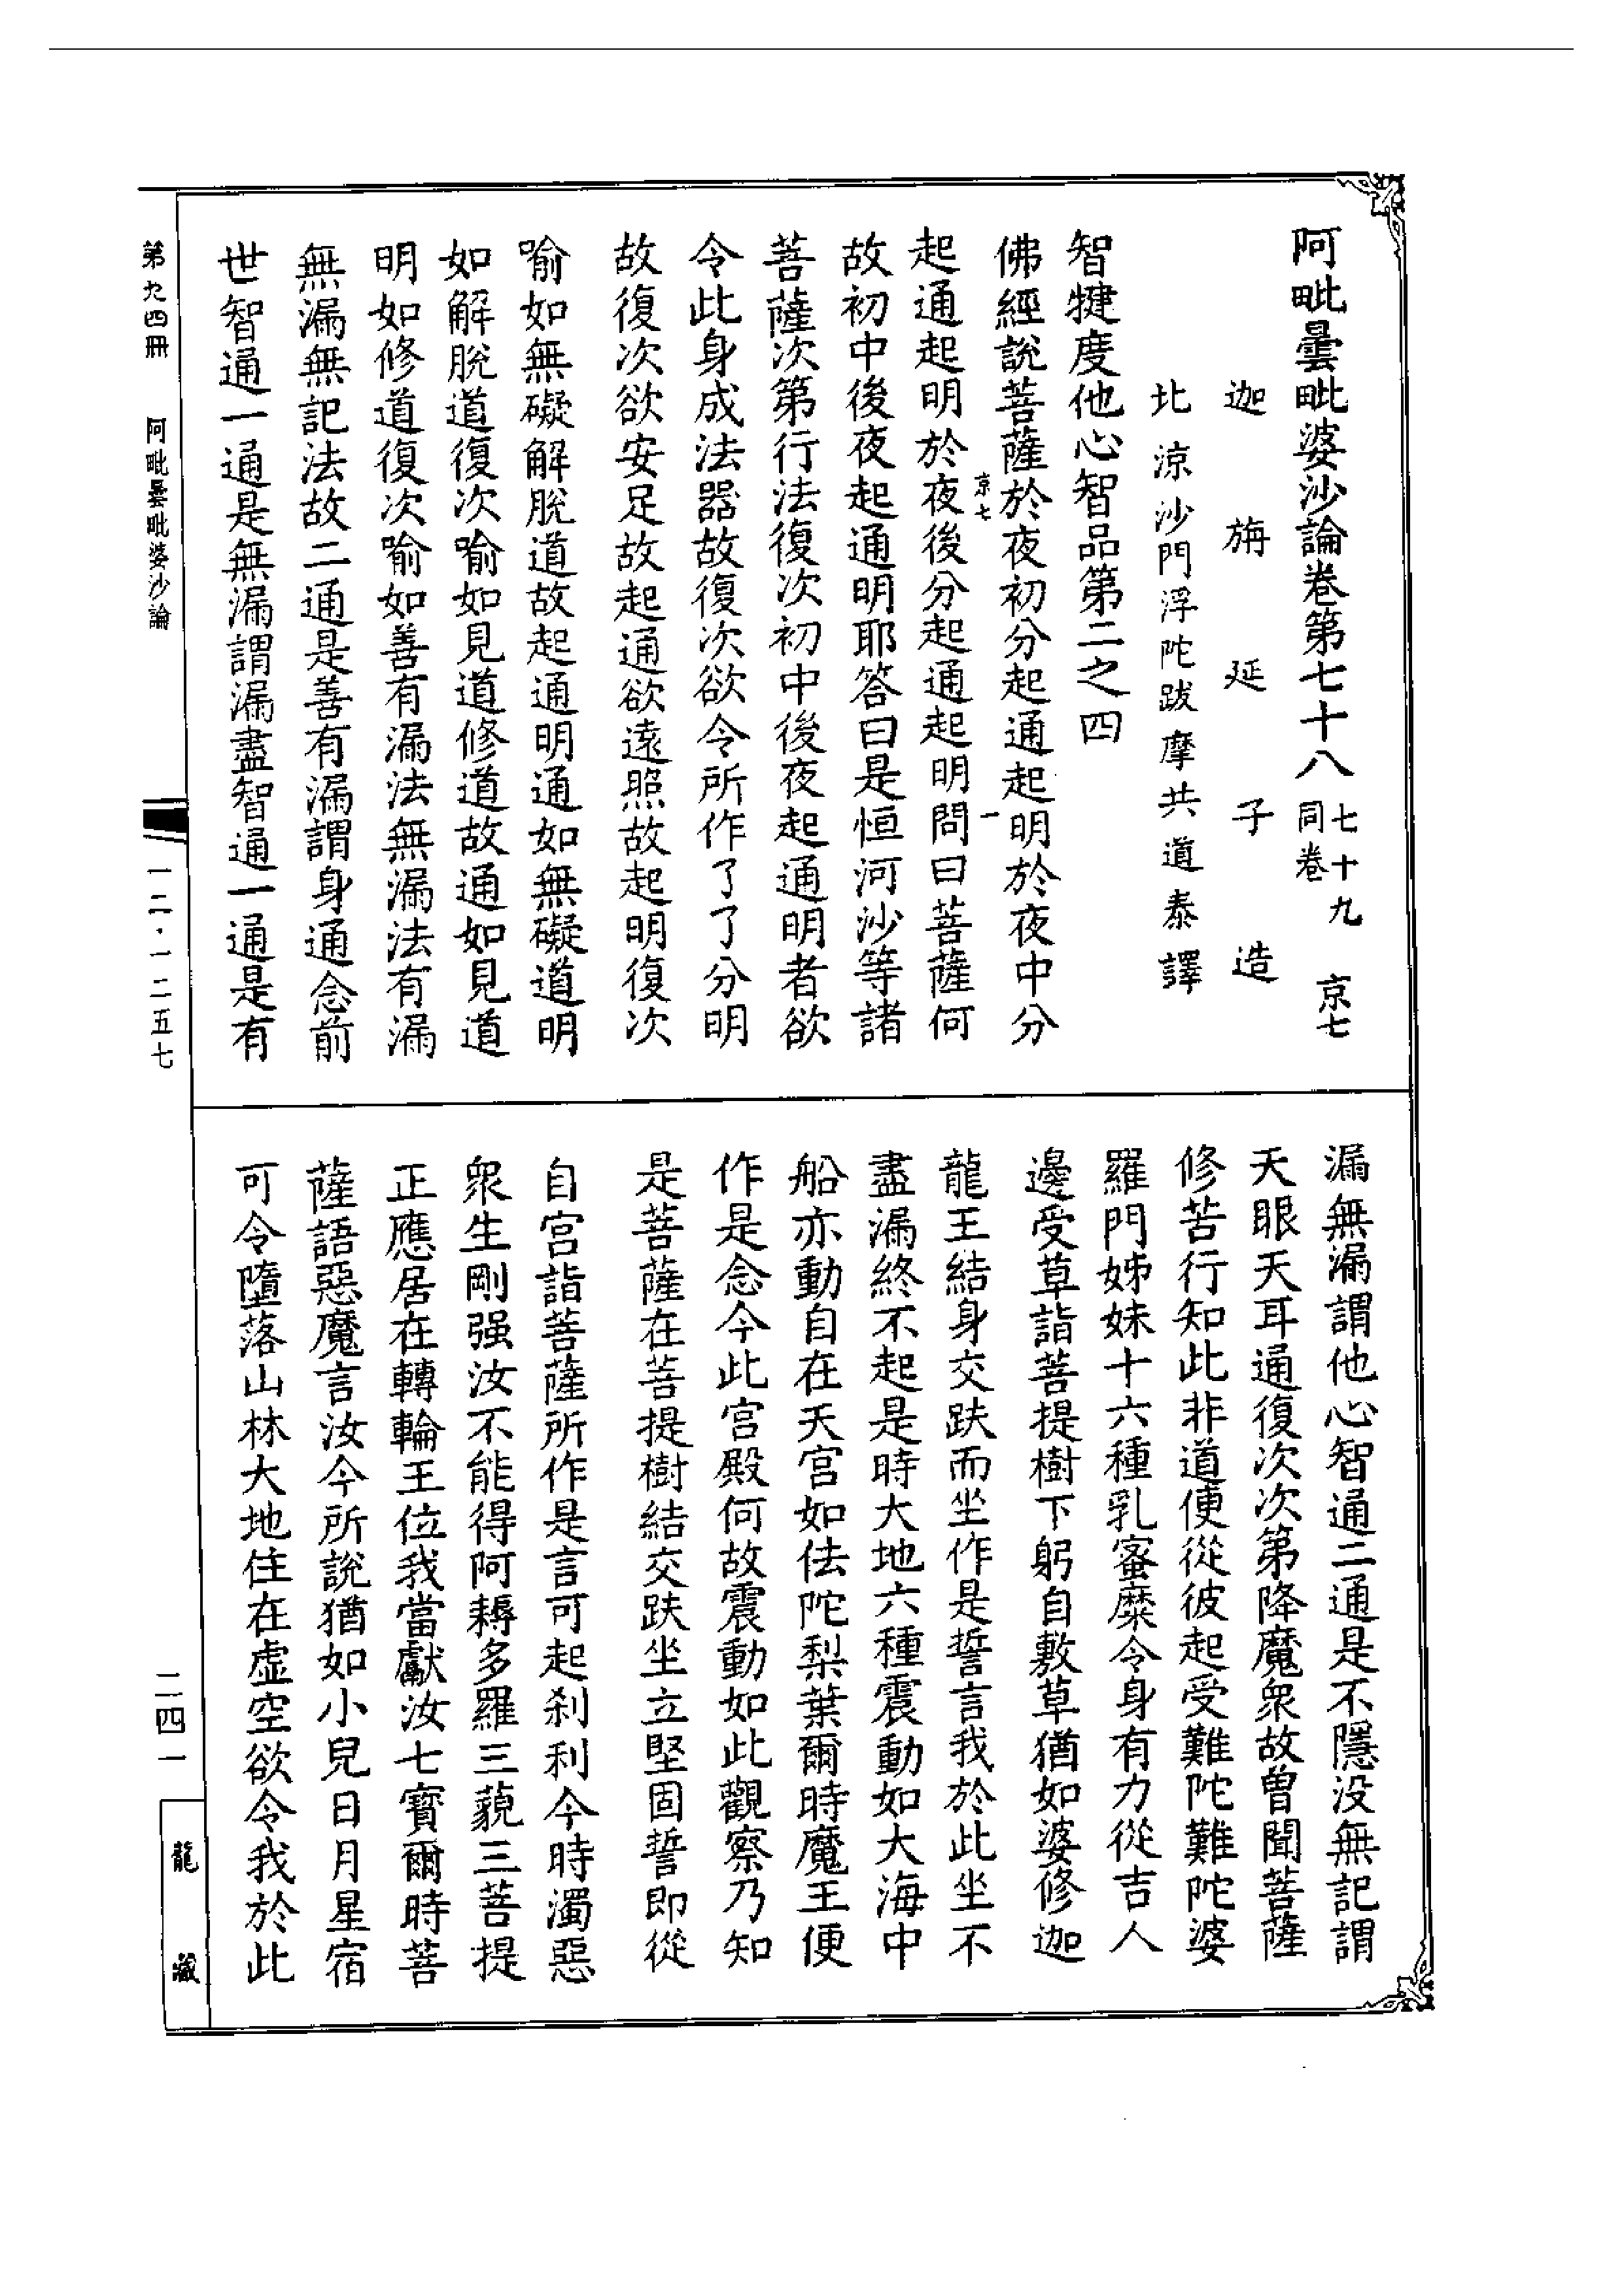 阿毗曇毗婆沙論卷第七十八 七十九同卷 京七
迦旃延子造
北涼沙門浮陀跋摩共道泰譯
智犍度他心智品第二之四
佛經說菩薩於夜初分起通起明於夜中分
京七 一
起通起明於夜後分起通起明問曰菩薩何
故初中後夜起通明耶答曰是恒河沙等諸
菩薩次第行法復次初中後夜起通明者欲
令此身成法器故復次欲令所作了了分明
故復次欲安足故起通欲遠照故起明復次
喻如無礙解脫道故起通明通如無礙道明
如解脫道復次喻如見道修道故通如見道
明如修道復次喻如善有漏法無漏法有漏
無漏無記法故二通是善有漏謂身通念前
世智通一通是無漏謂漏盡智通一通是有
漏無漏謂他心智通二通是不隱没無記謂
天眼天耳通復次次第降魔衆故曾聞菩薩
修苦行知此非道便從彼起受難陀難陀婆
羅門姊妹十六種乳蜜糜令身有力從吉人
邊受草詣菩提樹下躬自敷草猶如婆修迦
龍王結身交趺而坐作是誓言我於此坐不
盡漏終不起是時大地六種震動如大海中
船亦動自在天宮如佉陀梨葉爾時魔王便
作是念今此宮殿何故震動如此觀察乃知
是菩薩在菩提樹結交趺坐立堅固誓即從
自宮詣菩薩所作是言可起刹利今時濁惡
衆生剛强汝不能得阿耨多羅三藐三菩提
正應居在轉輪王位我當獻汝七寶爾時菩
薩語惡魔言汝今所說猶如小兒日月星宿
可令墮落山林大地住在虛空欲令我於此
第九四冊 阿毗曇毗婆沙論 一二·一二五七 二四一 龍藏